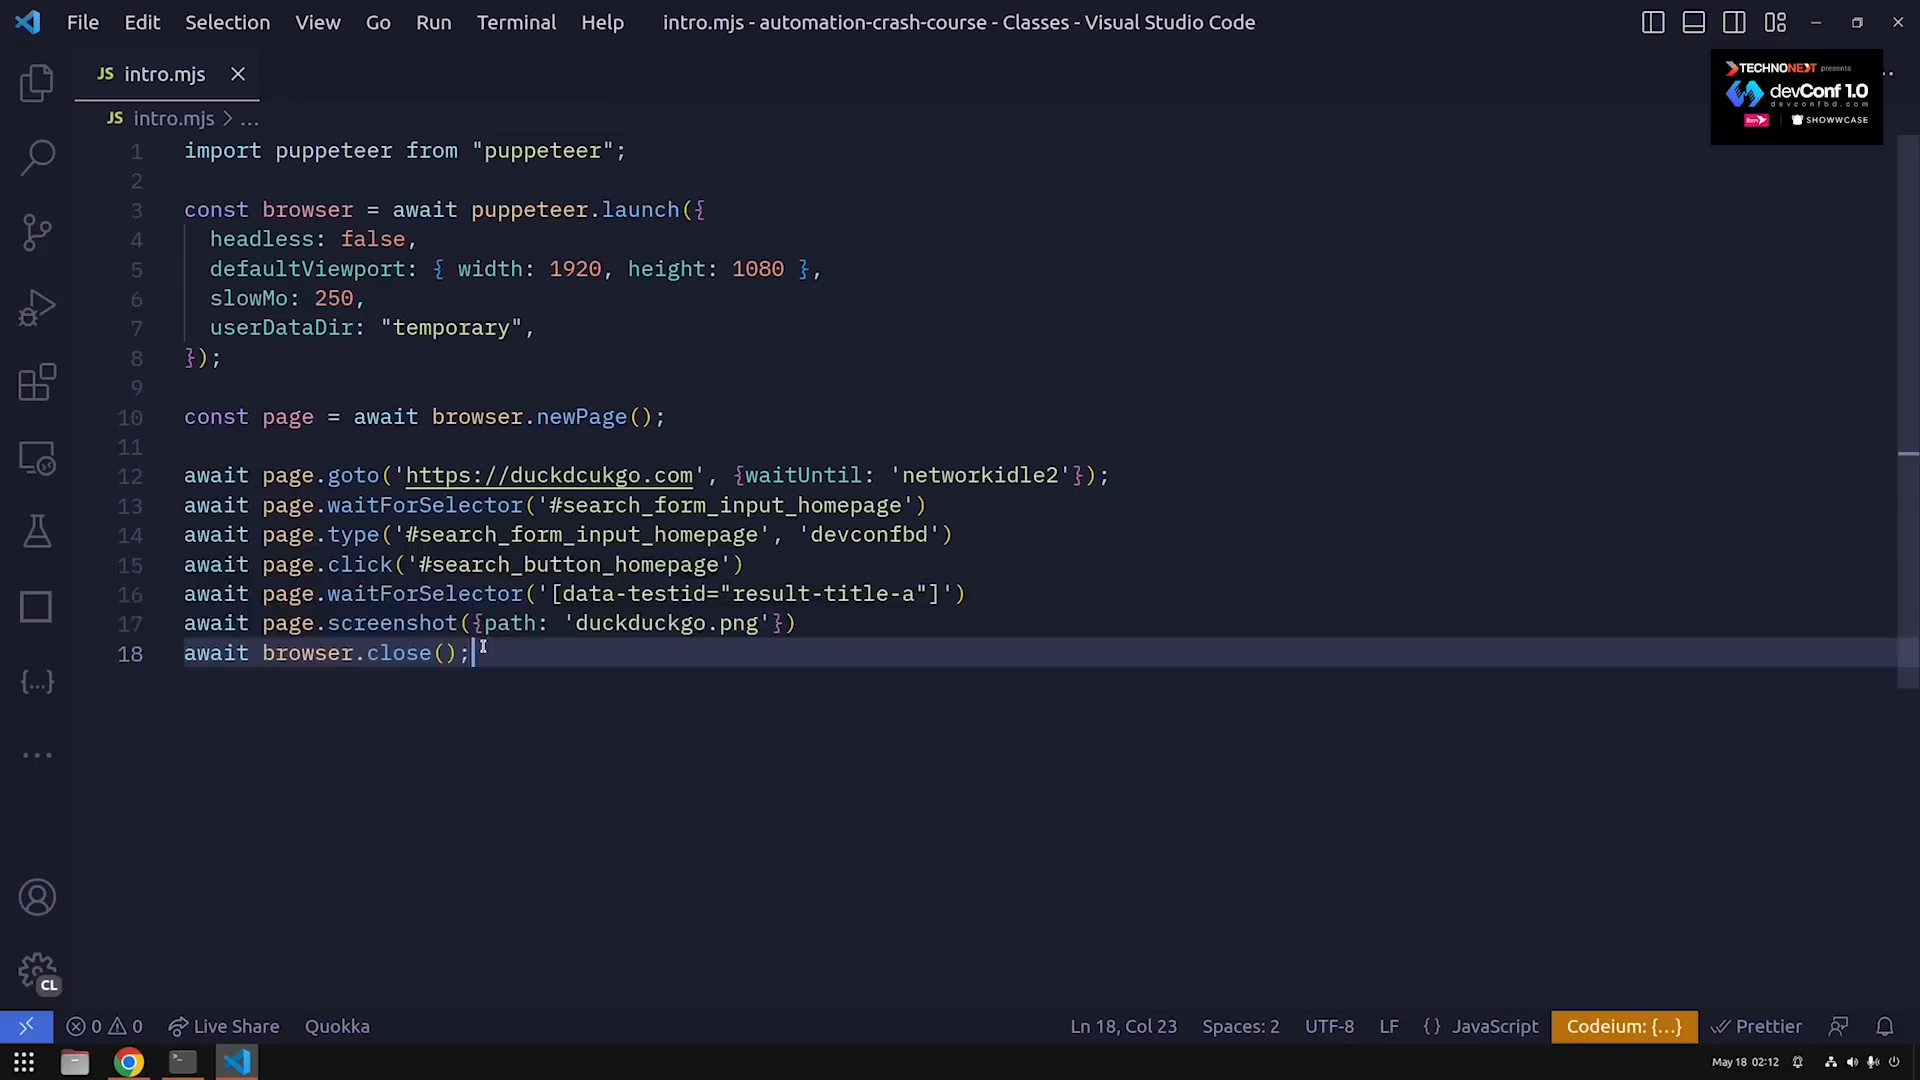 File Edit Selection View Go Run Terminal Help intro.mjs - automation-crash-course - Classes - Visual Studio Code
JS intro.mjs
TECHNONEXT presents
devConf 1.0
devconfbd.com
SHOWWCASE
JS intro.mjs > ...
1 import puppeteer from "puppeteer";
2
3 const browser = await puppeteer.launch({
4 headless: false,
5 defaultViewport: { width: 1920, height: 1080 },
6 slowMo: 250,
7 userDataDir: "temporary",
8 });
9
10 const page = await browser.newPage();
11
12 await page.goto('https://duckdcukgo.com', {waitUntil: 'networkidle2'});
13 await page.waitForSelector('#search_form_input_homepage')
14 await page.type('#search_form_input_homepage', 'devconfbd')
15 await page.click('#search_button_homepage')
16 await page.waitForSelector('[data-testid="result-title-a"]')
17 await page.screenshot({path: 'duckduckgo.png'})
18 await browser.close();
CL
0 0 Live Share Quokka Ln 18, Col 23 Spaces: 2 UTF-8 LF {} JavaScript Codeium: {...} Prettier
May 18 02:12